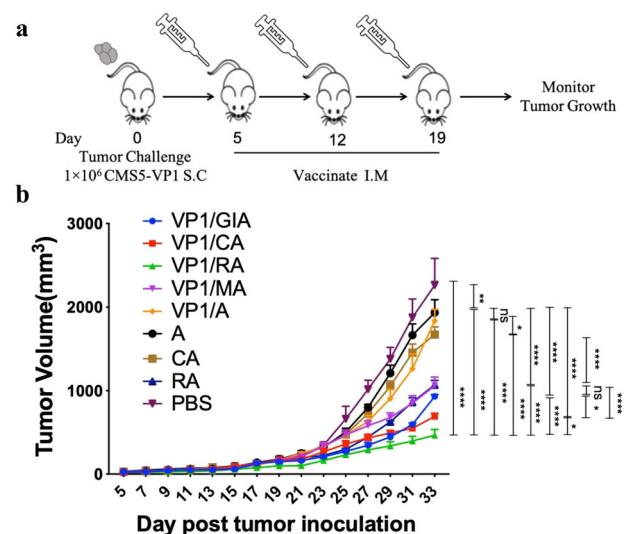 a
Day 0 5 12 19
Tumor Challenge
1×10⁶ CMS5-VP1 S.C
Vaccinate I.M
Monitor
Tumor Growth
b
Tumor Volume(mm³)
3000
2000
1000
0
VP1/GIA
VP1/CA
VP1/RA
VP1/MA
VP1/A
A
CA
RA
PBS
5 7 9 11 13 15 17 19 21 23 25 27 29 31 33
Day post tumor inoculation
****
**
****
ns
****
*
****
****
****
****
****
****
*
****
ns
*
****